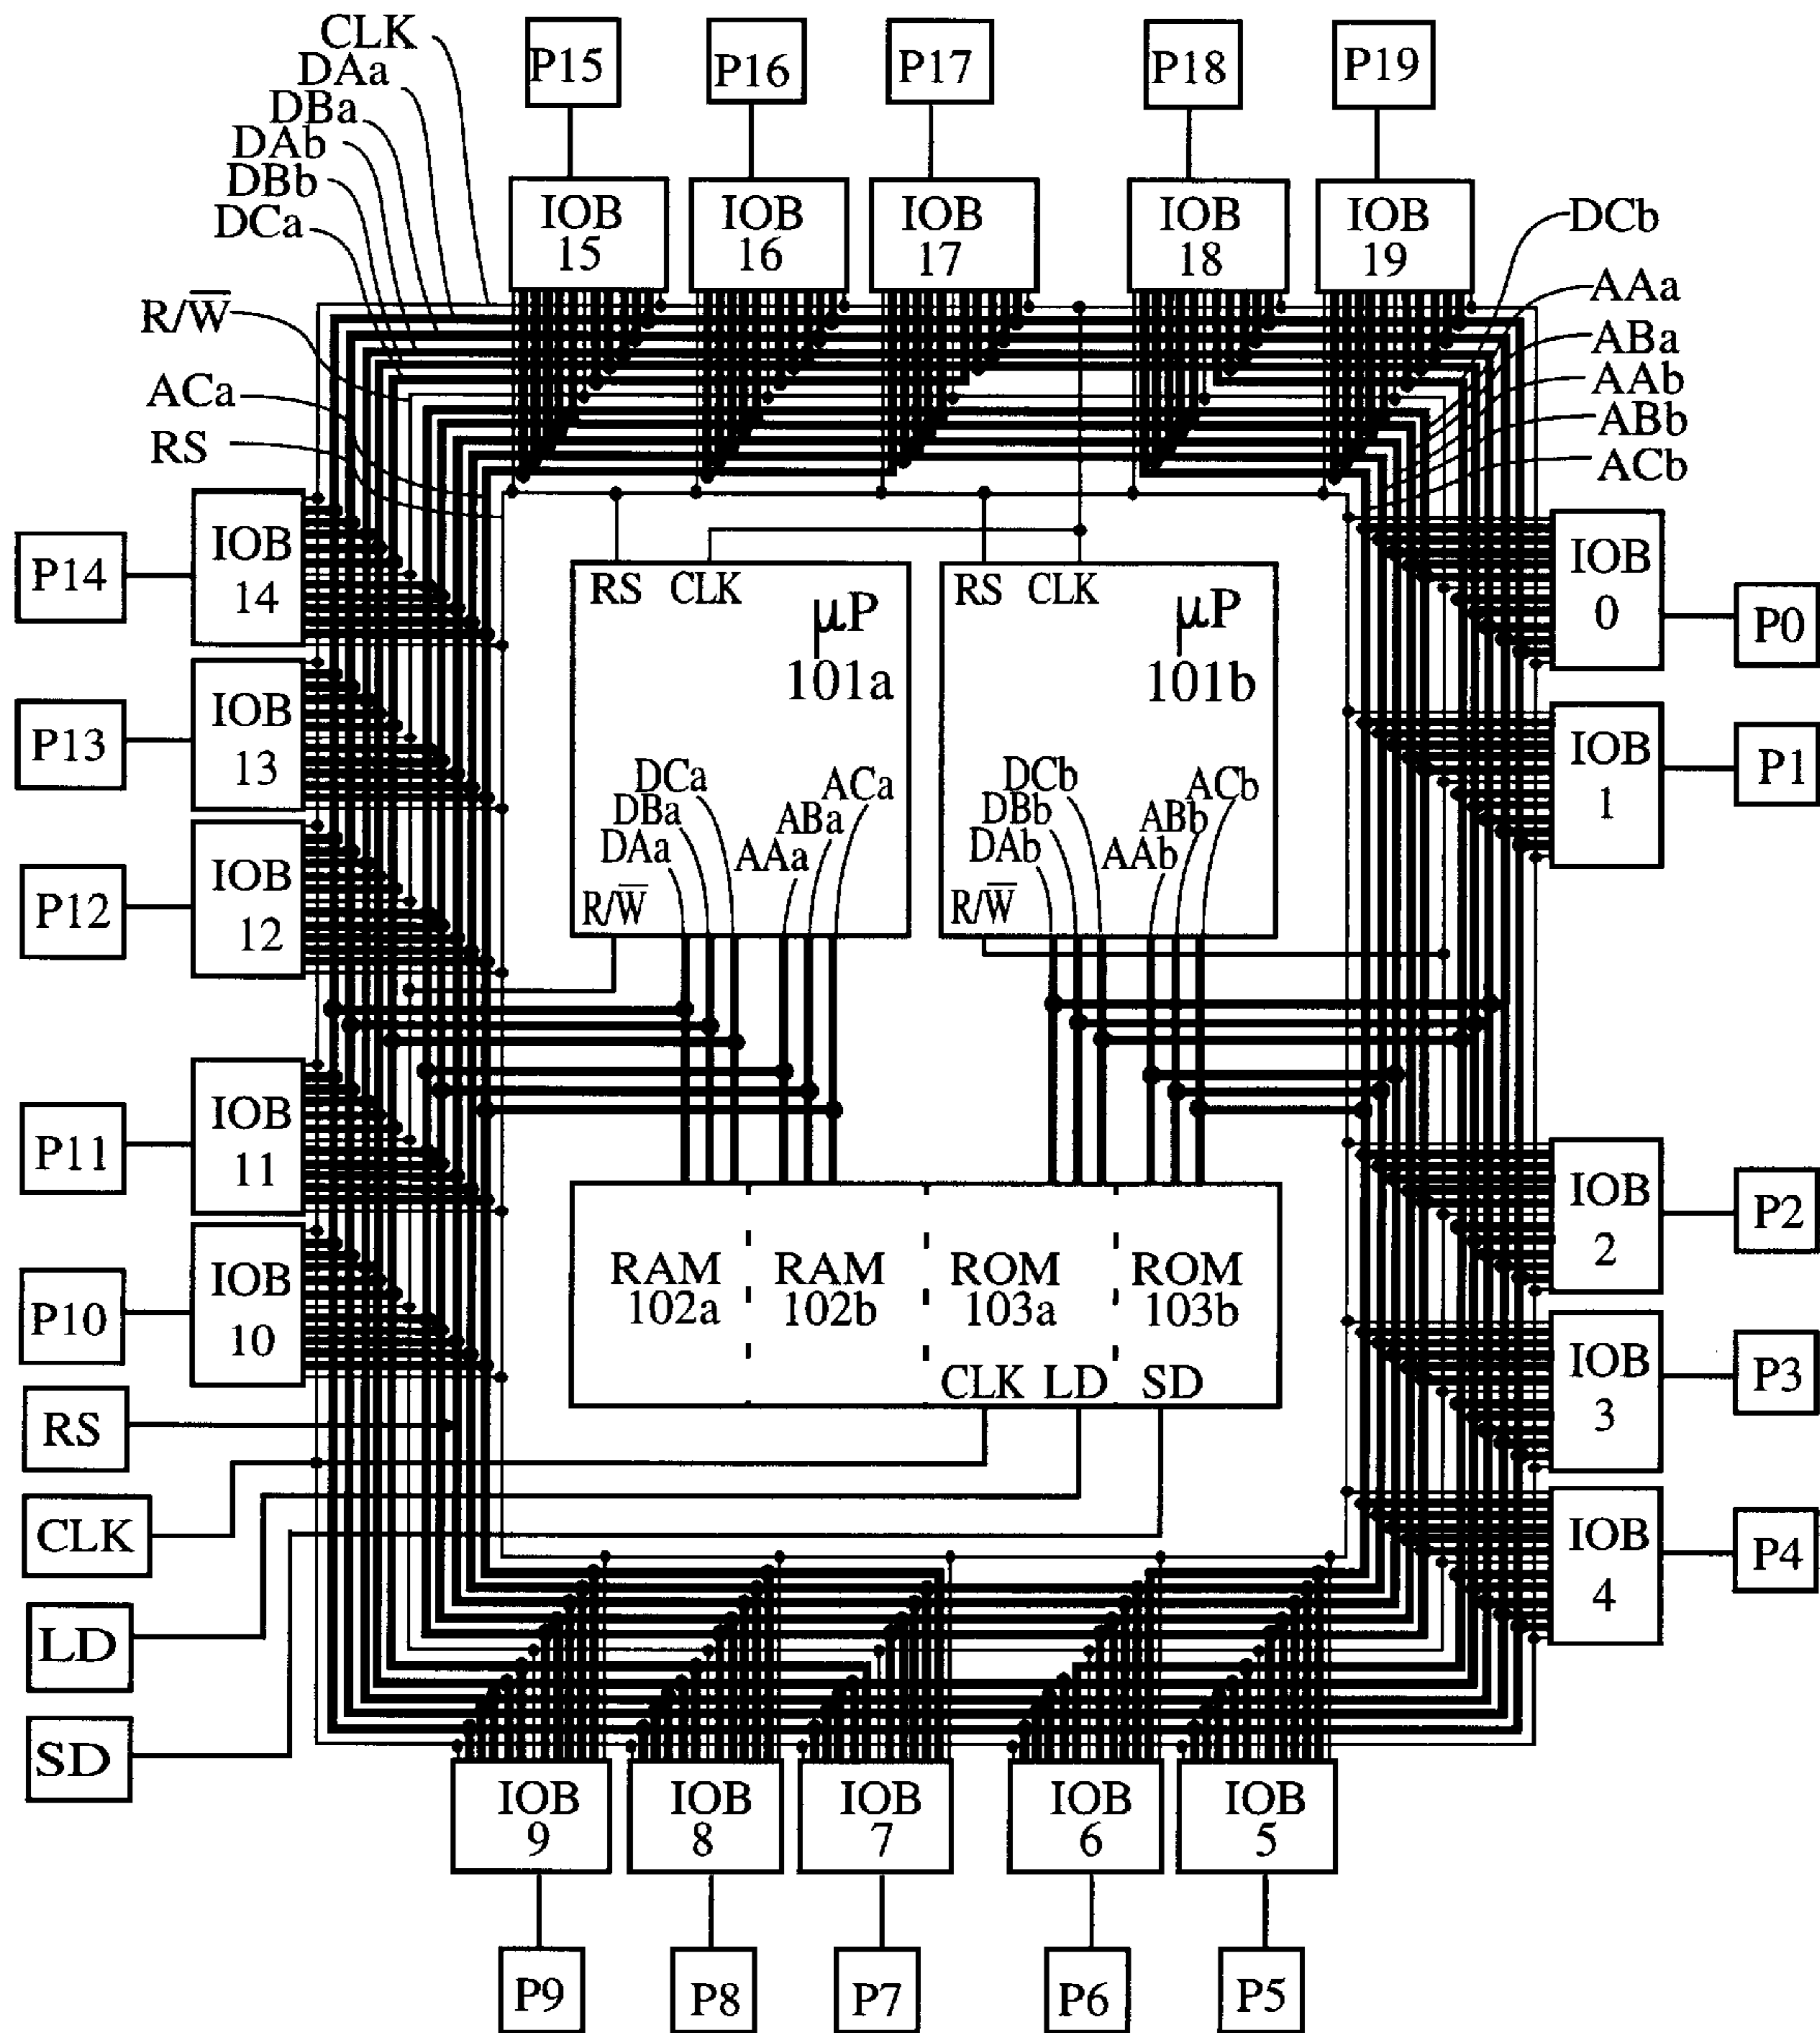 CLK
DAa
DBa
DAb
DBb
DCa
R/W̅
ACa
RS
P15
P16
P17
P18
P19
IOB
15
IOB
16
IOB
17
IOB
18
IOB
19
DCb
AAa
ABa
AAb
ABb
ACb
P14
IOB
14
P13
IOB
13
P12
IOB
12
P11
IOB
11
P10
IOB
10
RS
CLK
LD
SD
RS CLK
μP
101a
DCa
DBa
DAa
ACa
ABa
AAa
R/W̅
RS CLK
μP
101b
DCb
DBb
DAb
ACb
ABb
AAb
R/W̅
RAM
102a
RAM
102b
ROM
103a
ROM
103b
CLK LD SD
IOB
0
P0
IOB
1
P1
IOB
2
P2
IOB
3
P3
IOB
4
P4
IOB
9
IOB
8
IOB
7
IOB
6
IOB
5
P9
P8
P7
P6
P5